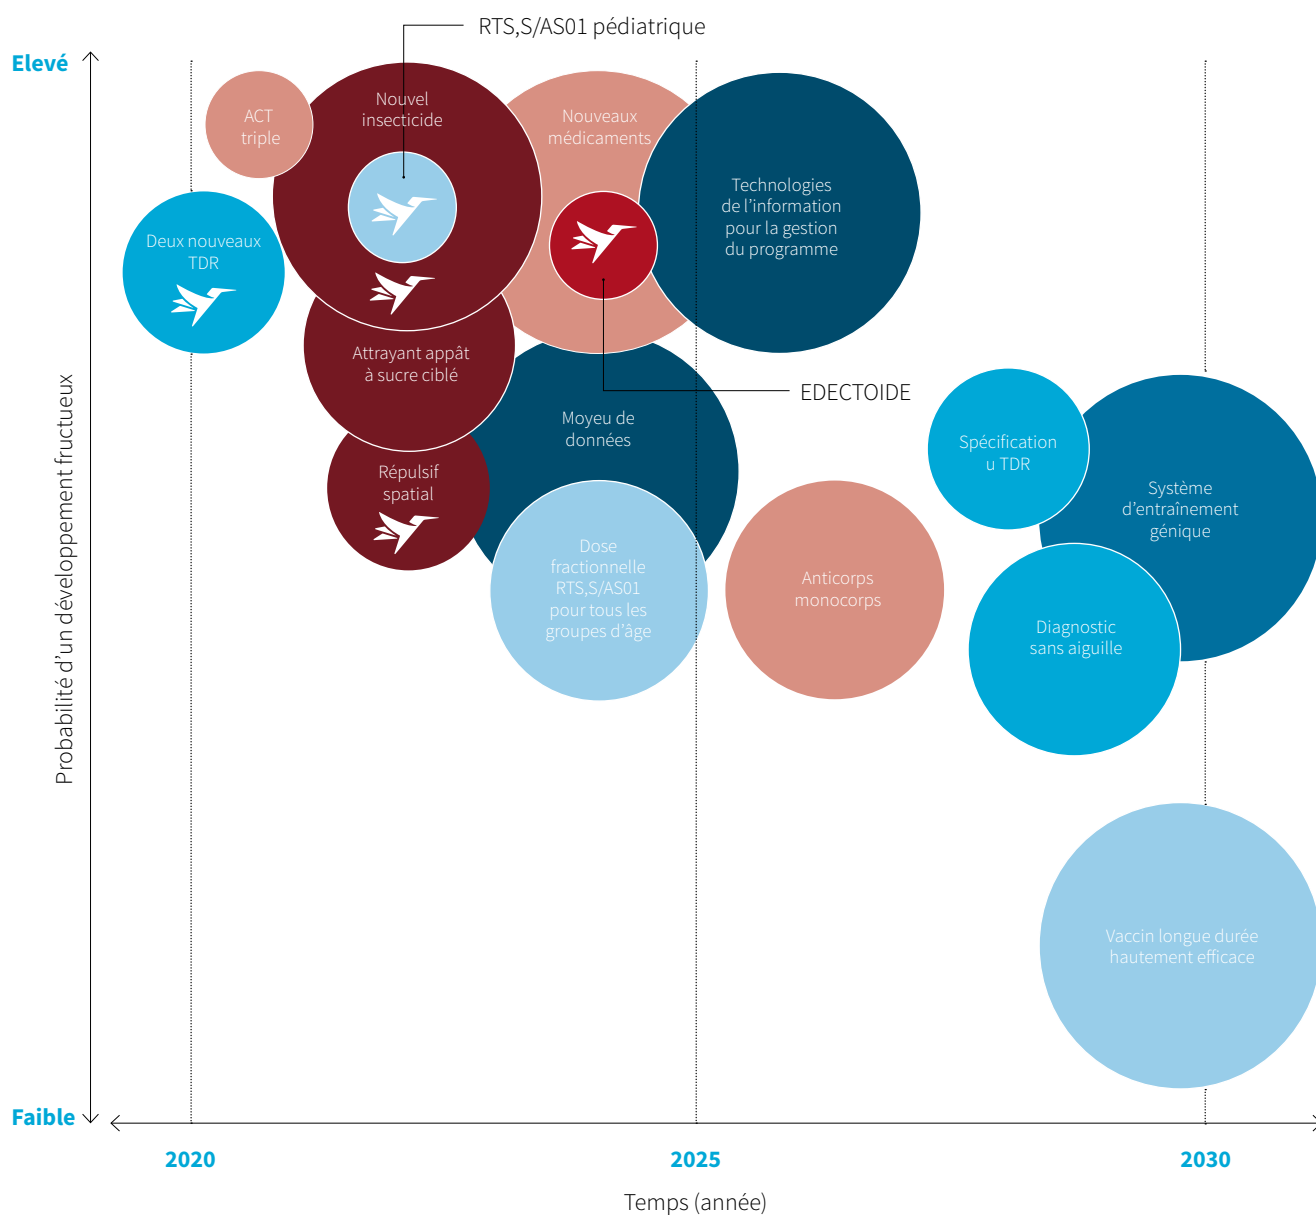 RTS,S/AS01 pédiatrique
Elevé
ACT
triple
Nouvel
insecticide
Nouveaux
médicaments
Technologies
de l'information
pour la gestion
du programme
Deux nouveaux
TDR
Attrayant appât
à sucre ciblé
EDECTOIDE
Moyeu de
données
Spécification
u TDR
Répulsif
spatial
Système
d'entraînement
génique
Dose
fractionnelle
RTS,S/AS01
pour tous les
groupes d'âge
Anticorps
monocorps
Diagnostic
sans aiguille
Probabilité d'un développement fructueux
Vaccin longue durée
hautement efficace
Faible
2020
2025
2030
Temps (année)